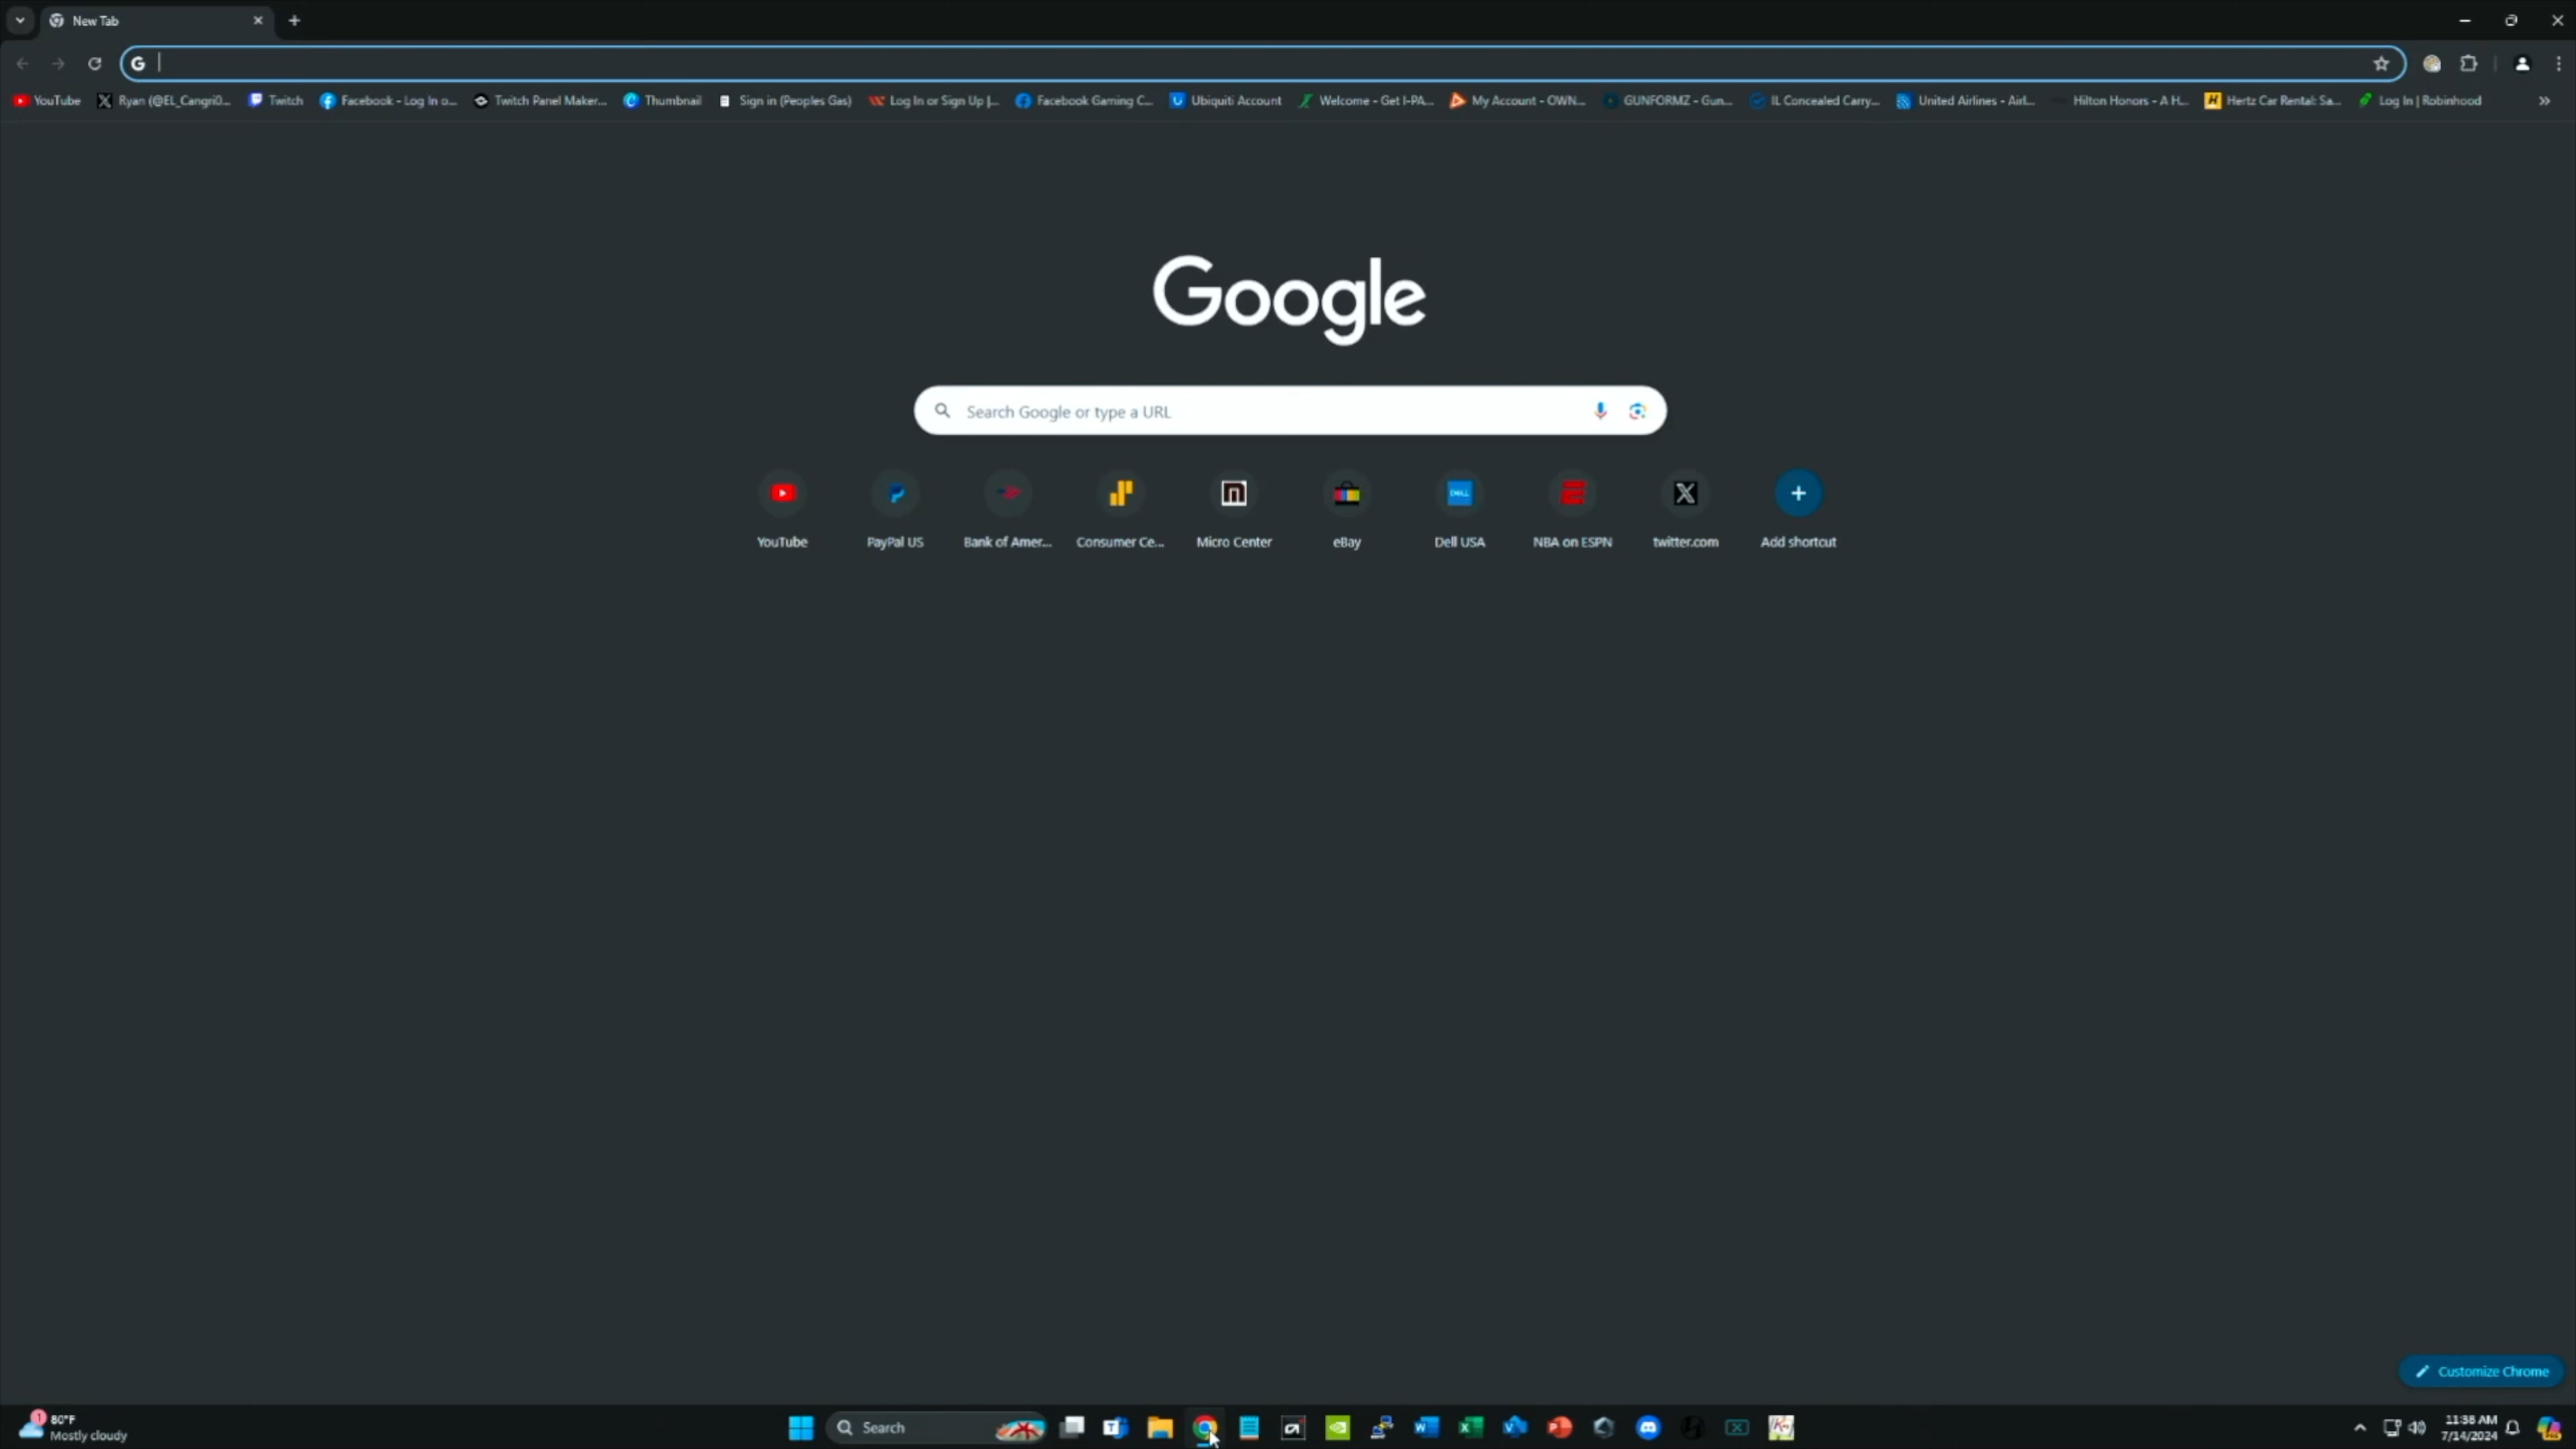 New Tab
YouTube Ryan (@EL_Cangri0... Twitch Facebook - Log In o... Twitch Panel Maker... Thumbnail Sign in (Peoples Gas) Log In or Sign Up |... Facebook Gaming C... Ubiquiti Account Welcome - Get I-PA... My Account - OWN... GUNFORMZ - Gun... IL Concealed Carry... United Airlines - Airl... Hilton Honors - A H... Hertz Car Rental: Sa... Log In | Robinhood
Google
Search Google or type a URL
YouTube PayPal US Bank of Amer... Consumer Ce... Micro Center eBay Dell USA NBA on ESPN twitter.com Add shortcut
Customize Chrome
80°F
Mostly cloudy
Search
11:38 AM
7/14/2024